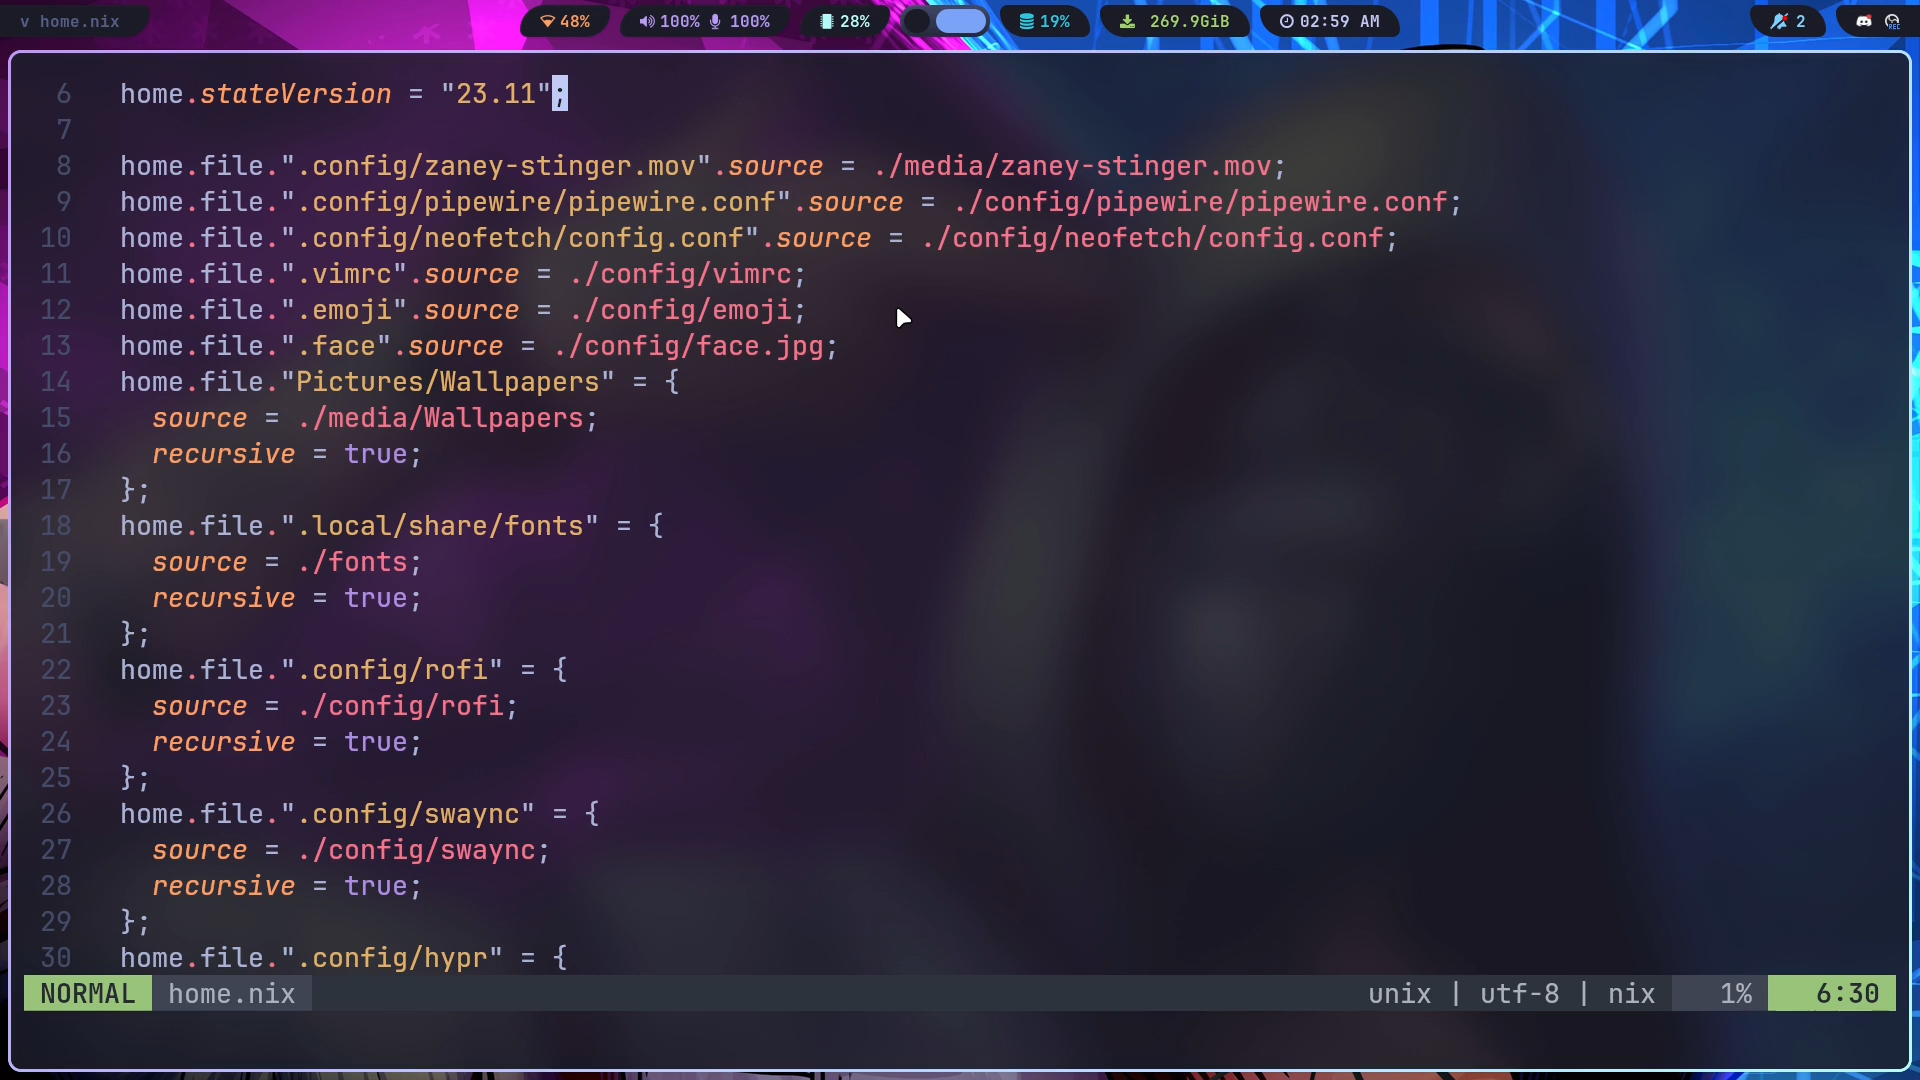 v home.nix
48%
100% 100%
28%
19%
269.9GiB
02:59 AM
2
REC
6 home.stateVersion = "23.11";
7
8 home.file.".config/zaney-stinger.mov".source = ./media/zaney-stinger.mov;
9 home.file.".config/pipewire/pipewire.conf".source = ./config/pipewire/pipewire.conf;
10 home.file.".config/neofetch/config.conf".source = ./config/neofetch/config.conf;
11 home.file.".vimrc".source = ./config/vimrc;
12 home.file.".emoji".source = ./config/emoji;
13 home.file.".face".source = ./config/face.jpg;
14 home.file."Pictures/Wallpapers" = {
15 source = ./media/Wallpapers;
16 recursive = true;
17 };
18 home.file.".local/share/fonts" = {
19 source = ./fonts;
20 recursive = true;
21 };
22 home.file.".config/rofi" = {
23 source = ./config/rofi;
24 recursive = true;
25 };
26 home.file.".config/swaync" = {
27 source = ./config/swaync;
28 recursive = true;
29 };
30 home.file.".config/hypr" = {
NORMAL home.nix unix | utf-8 | nix 1% 6:30